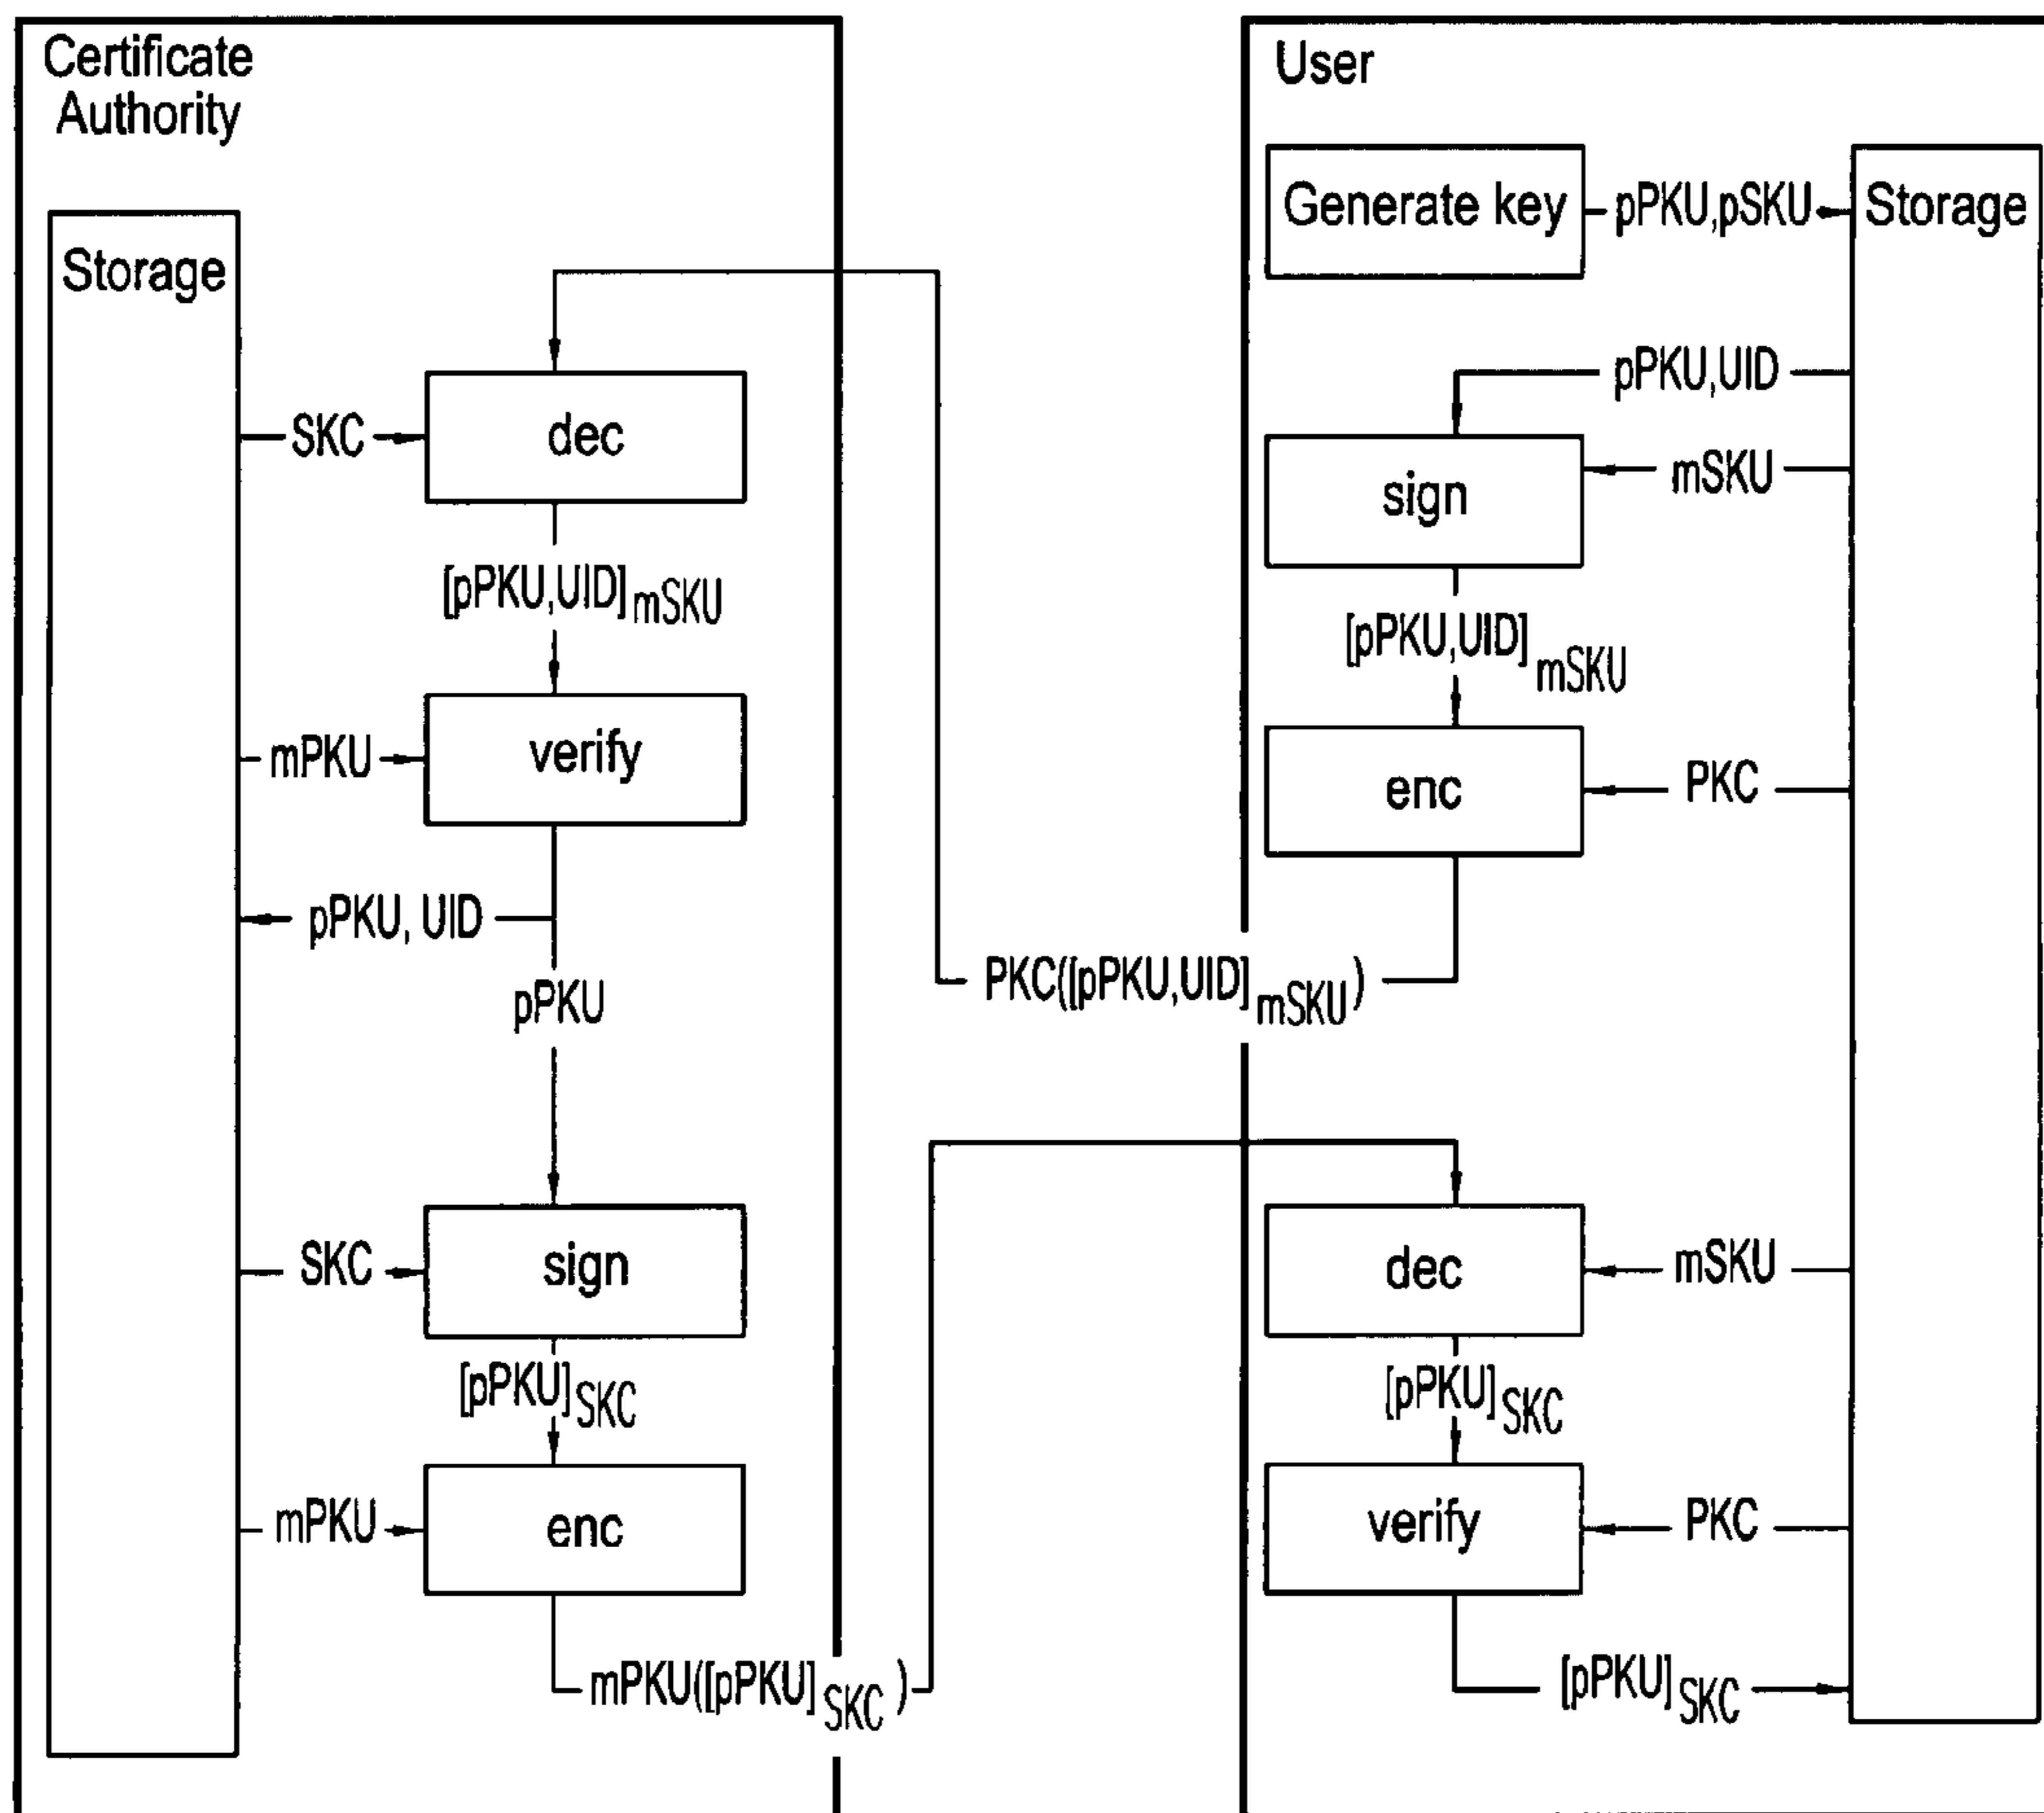 Certificate
Authority
Storage
SKC
dec
[pPKU,UID]mSKU
mPKU
verify
pPKU, UID
pPKU
SKC
sign
[pPKU]SKC
mPKU
enc
mPKU([pPKU]SKC)
PKC([pPKU,UID]mSKU)
User
Generate key
pPKU,pSKU
Storage
pPKU,UID
mSKU
sign
[pPKU,UID]mSKU
PKC
enc
mSKU
dec
[pPKU]SKC
PKC
verify
[pPKU]SKC